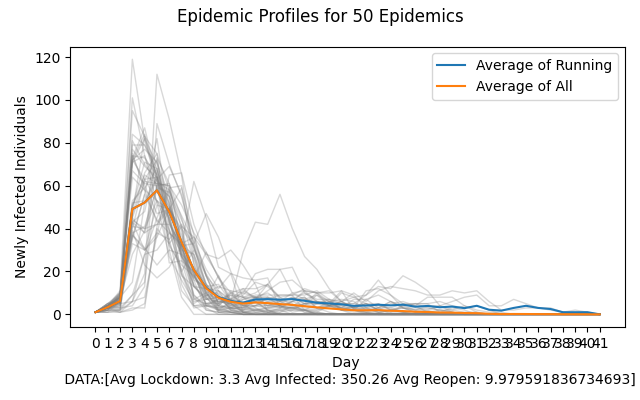 Epidemic Profiles for 50 Epidemics
120
100
80
60
40
20
0
Newly Infected Individuals
Average of Running
Average of All
0 1 2 3 4 5 6 7 8 9 10 11 12 13 14 15 16 17 18 19 20 21 22 23 24 25 26 27 28 29 30 31 32 33 34 35 36 37 38 39 40 41
Day
DATA:[Avg Lockdown: 3.3 Avg Infected: 350.26 Avg Reopen: 9.979591836734693]